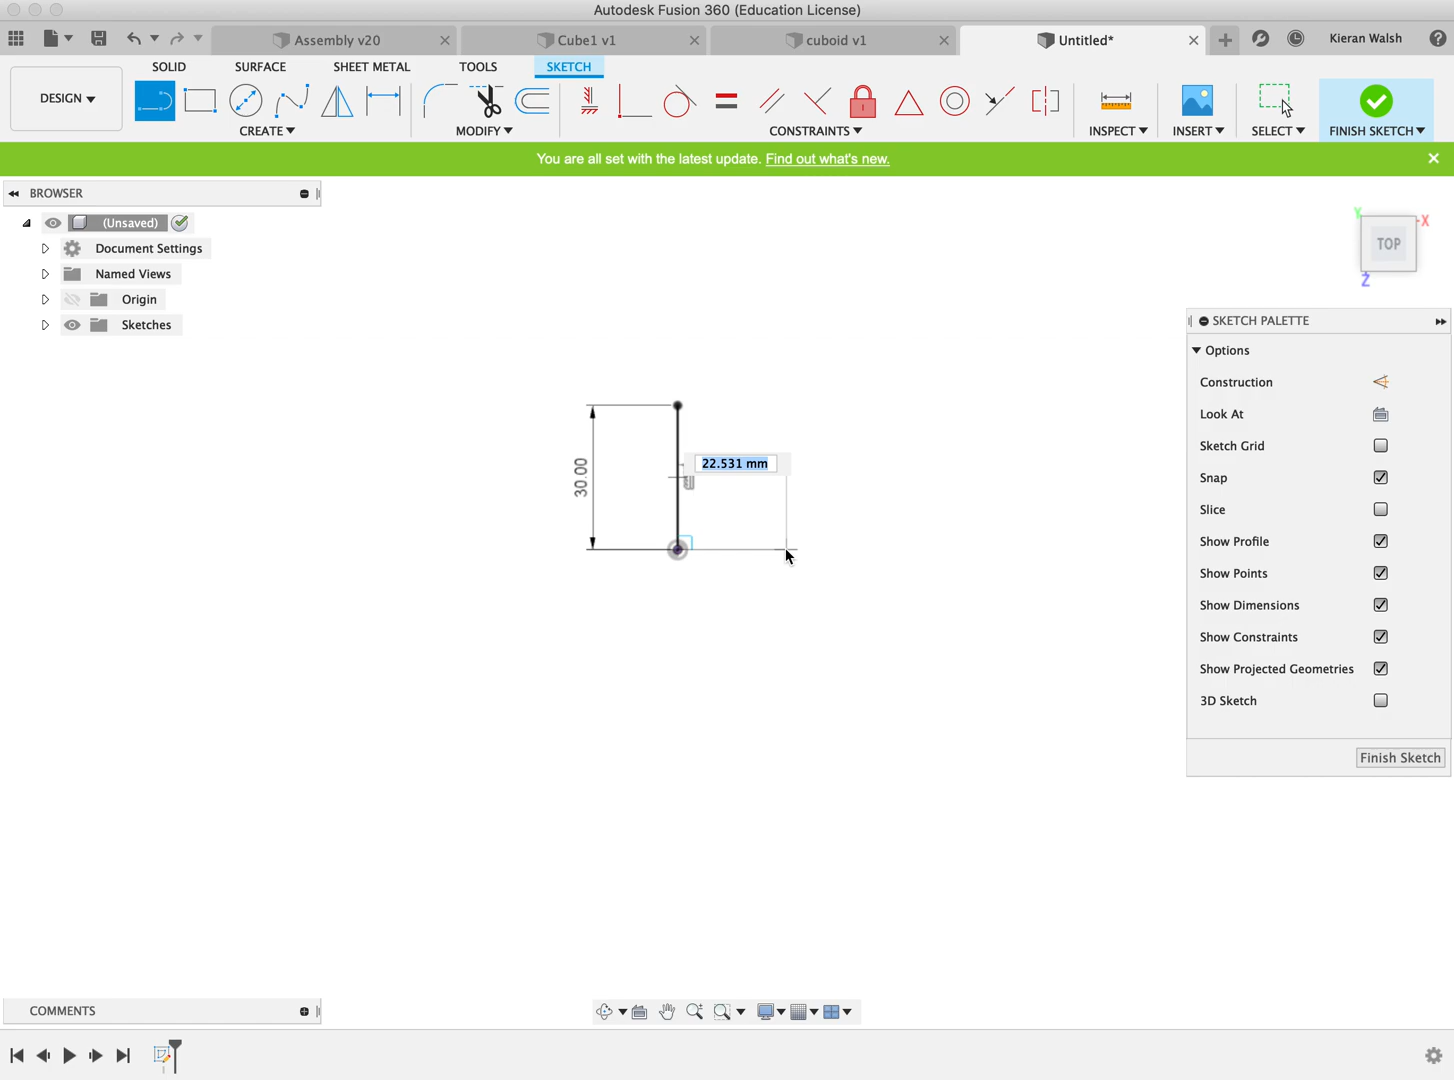 Autodesk Fusion 360 (Education License)
Assembly v20
Cube1 v1
cuboid v1
Untitled*
Kieran Walsh
SOLID
SURFACE
SHEET METAL
TOOLS
SKETCH
DESIGN
CREATE
MODIFY
CONSTRAINTS
INSPECT
INSERT
SELECT
FINISH SKETCH
You are all set with the latest update. Find out what's new.
BROWSER
(Unsaved)
Document Settings
Named Views
Origin
Sketches
Y
X
TOP
Z
30.00
22.531 mm
SKETCH PALETTE
Options
Construction
Look At
Sketch Grid
Snap
Slice
Show Profile
Show Points
Show Dimensions
Show Constraints
Show Projected Geometries
3D Sketch
Finish Sketch
COMMENTS